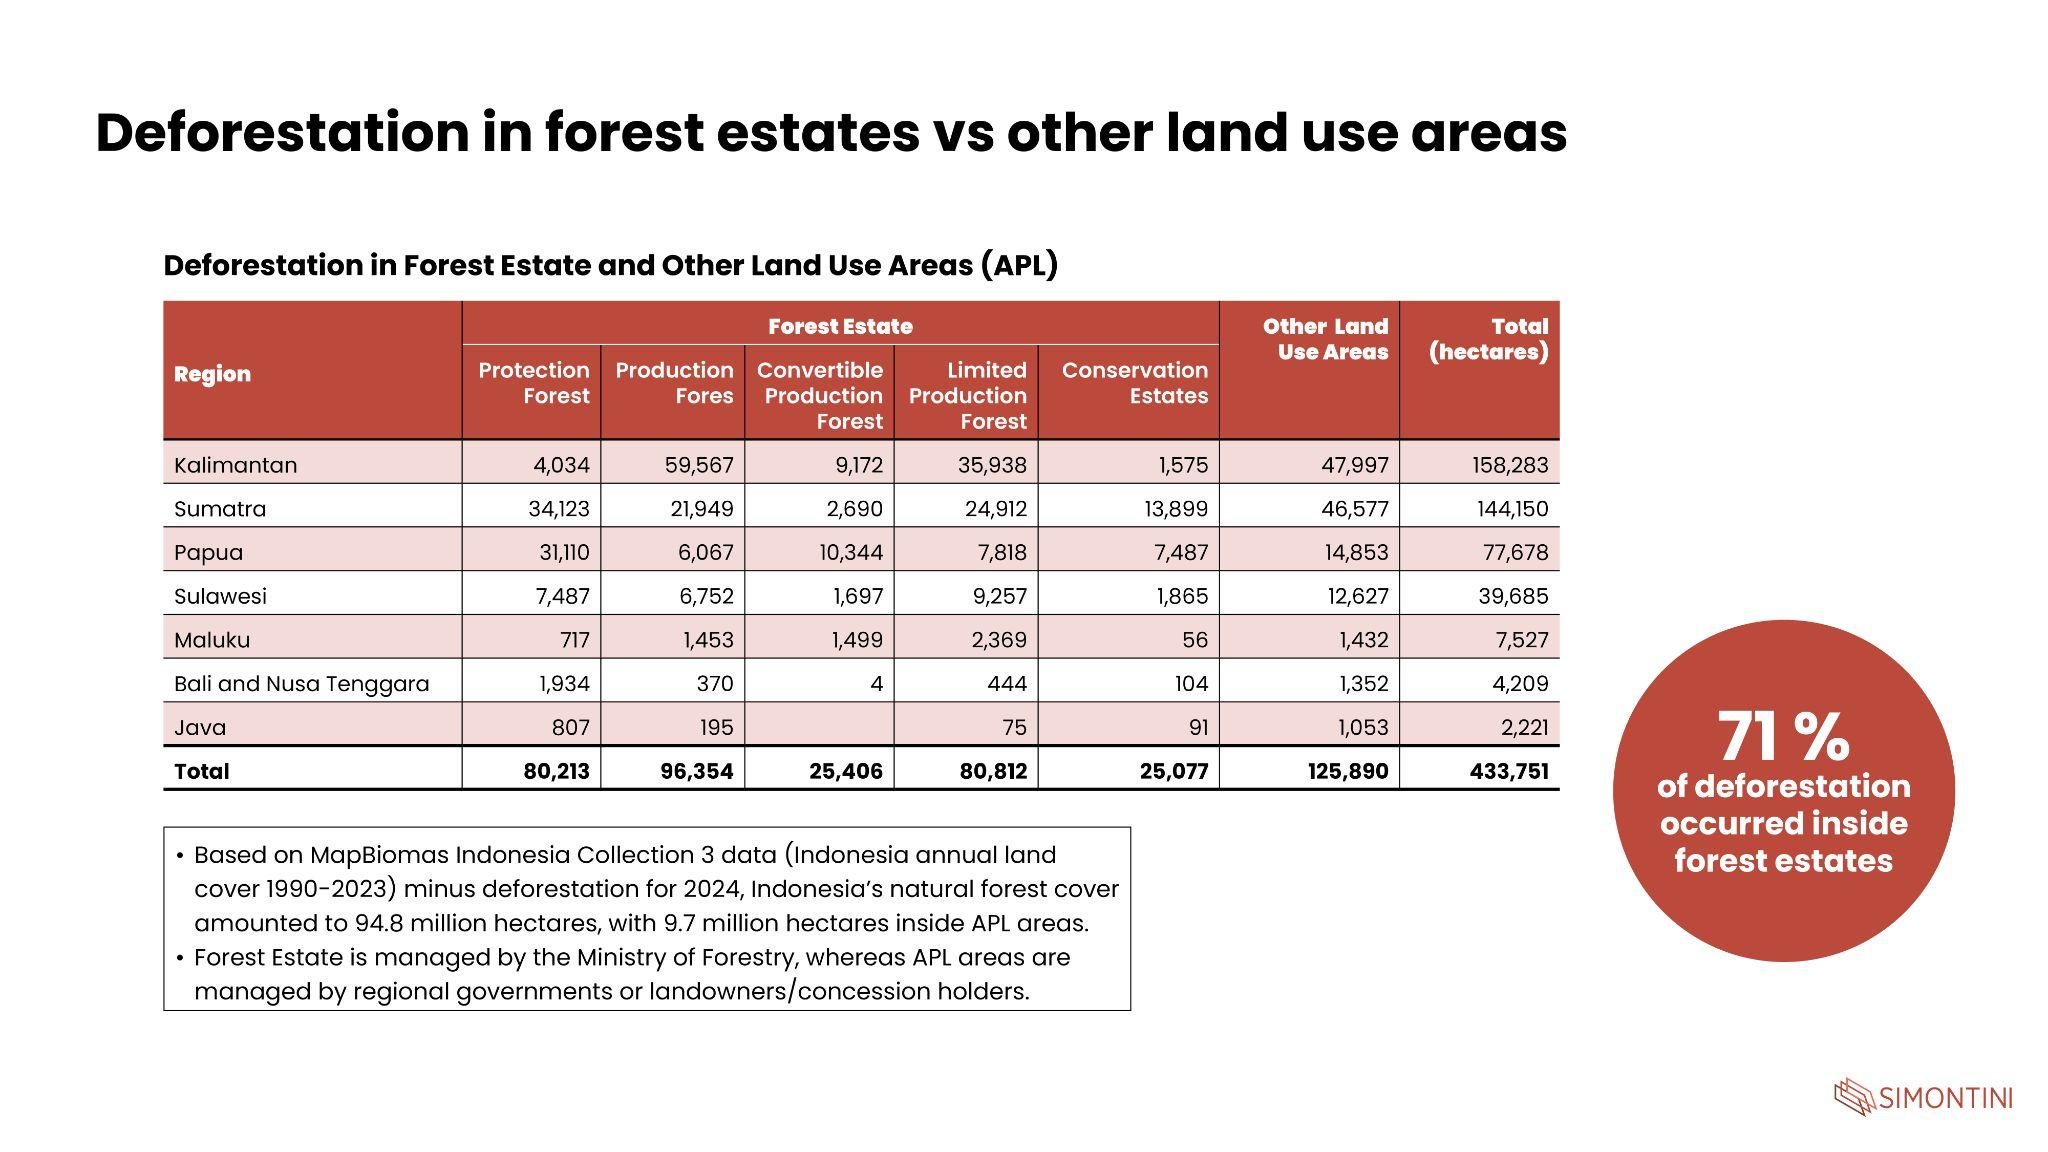 Deforestation in forest estates vs other land use areas
Deforestation in Forest Estate and Other Land Use Areas (APL)
Region
Forest Estate
Other Land
Use Areas
Total
(hectares)
Protection
Forest
Production
Fores
Convertible
Production
Forest
Limited
Production
Forest
Conservation
Estates
Kalimantan 4,034 59,567 9,172 35,938 1,575 47,997 158,283
Sumatra 34,123 21,949 2,690 24,912 13,899 46,577 144,150
Papua 31,110 6,067 10,344 7,818 7,487 14,853 77,678
Sulawesi 7,487 6,752 1,697 9,257 1,865 12,627 39,685
Maluku 717 1,453 1,499 2,369 56 1,432 7,527
Bali and Nusa Tenggara 1,934 370 4 444 104 1,352 4,209
Java 807 195 75 91 1,053 2,221
Total 80,213 96,354 25,406 80,812 25,077 125,890 433,751
71 %
of deforestation
occurred inside
forest estates
• Based on MapBiomas Indonesia Collection 3 data (Indonesia annual land
cover 1990-2023) minus deforestation for 2024, Indonesia’s natural forest cover
amounted to 94.8 million hectares, with 9.7 million hectares inside APL areas.
• Forest Estate is managed by the Ministry of Forestry, whereas APL areas are
managed by regional governments or landowners/concession holders.
SIMONTINI